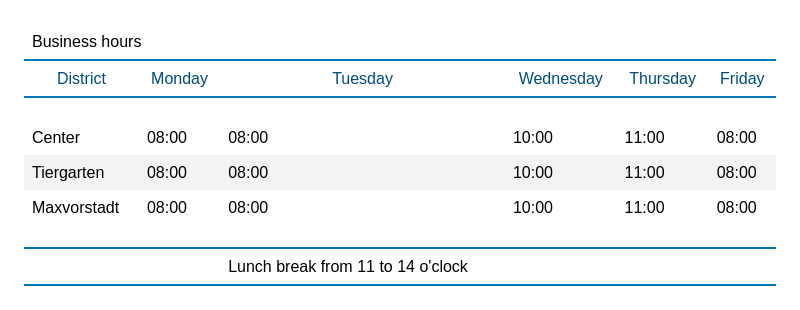 Business hours
District Monday Tuesday Wednesday Thursday Friday
Center 08:00 08:00 10:00 11:00 08:00
Tiergarten 08:00 08:00 10:00 11:00 08:00
Maxvorstadt 08:00 08:00 10:00 11:00 08:00
Lunch break from 11 to 14 o'clock